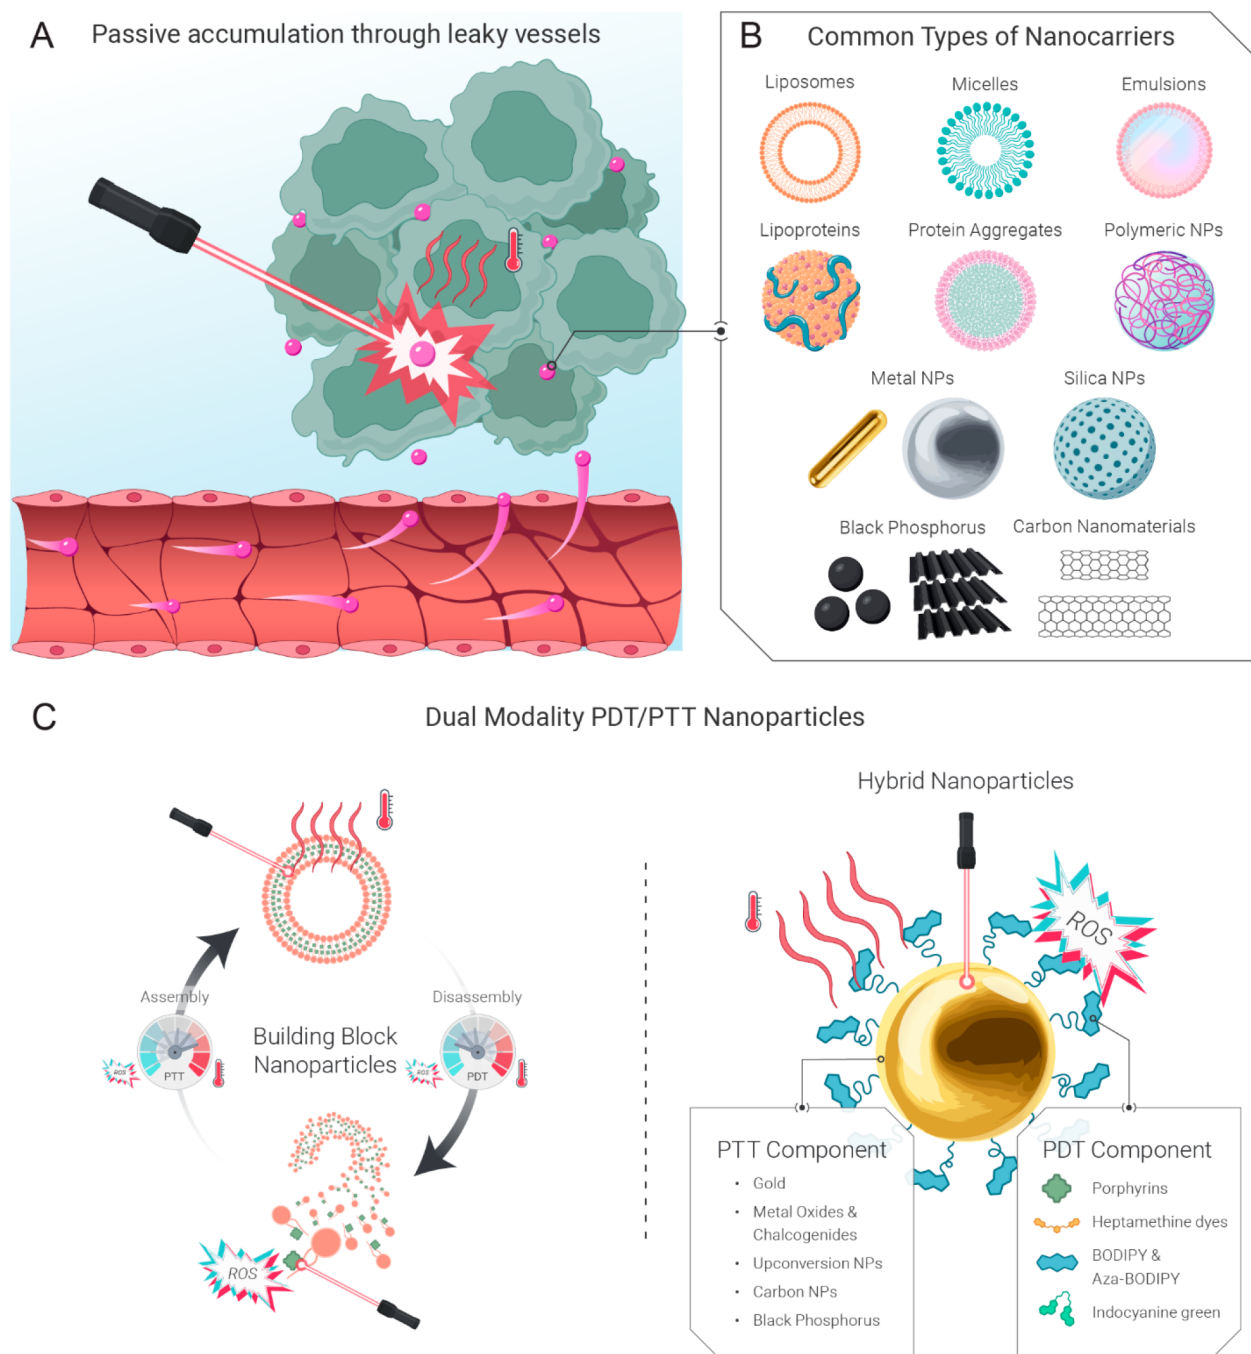 A
Passive accumulation through leaky vessels
B
Common Types of Nanocarriers
Liposomes
Micelles
Emulsions
Lipoproteins
Protein Aggregates
Polymeric NPs
Metal NPs
Silica NPs
Black Phosphorus
Carbon Nanomaterials
C
Dual Modality PDT/PTT Nanoparticles
Assembly
Disassembly
Building Block
Nanoparticles
ROS
PTT
ROS
PDT
ROS
Hybrid Nanoparticles
ROS
PTT Component
• Gold
• Metal Oxides &
Chalcogenides
• Upconversion NPs
• Carbon NPs
• Black Phosphorus
PDT Component
Porphyrins
Heptamethine dyes
BODIPY &
Aza-BODIPY
Indocyanine green